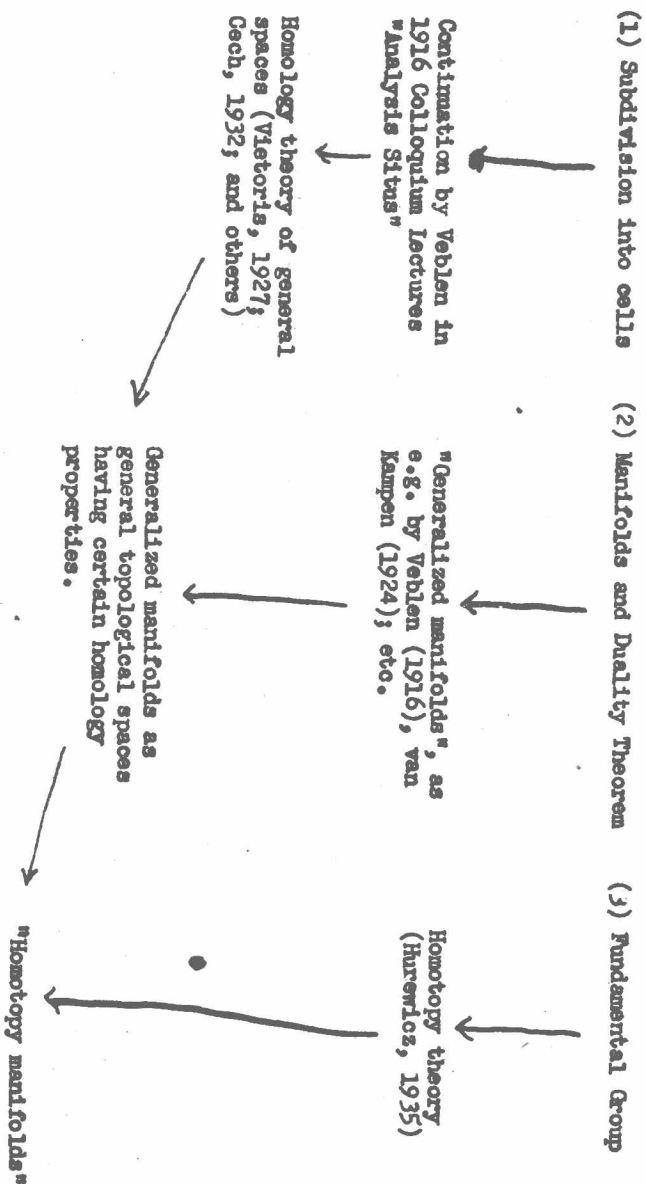 (1) Subdivision into cells
Continuation by Veblen in
1916 Colloquium Lectures
"Analysis Situs"
Homology theory of general
spaces (Vietoris, 1927;
Cech, 1932; and others)
(2) Manifolds and Duality Theorem
"Generalized manifolds", as
e.g. by Veblen (1916), van
Kampen (1924); etc.
Generalized manifolds as
general topological spaces
having certain homology
properties.
(3) Fundamental Group
Homotopy theory
(Hurewicz, 1935)
"Homotopy manifolds"